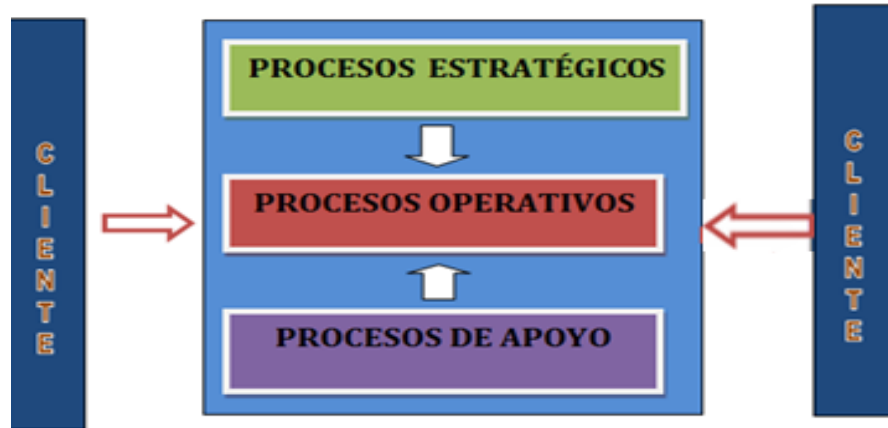 CLIENTE
PROCESOS ESTRATÉGICOS
PROCESOS OPERATIVOS
PROCESOS DE APOYO
CLIENTE